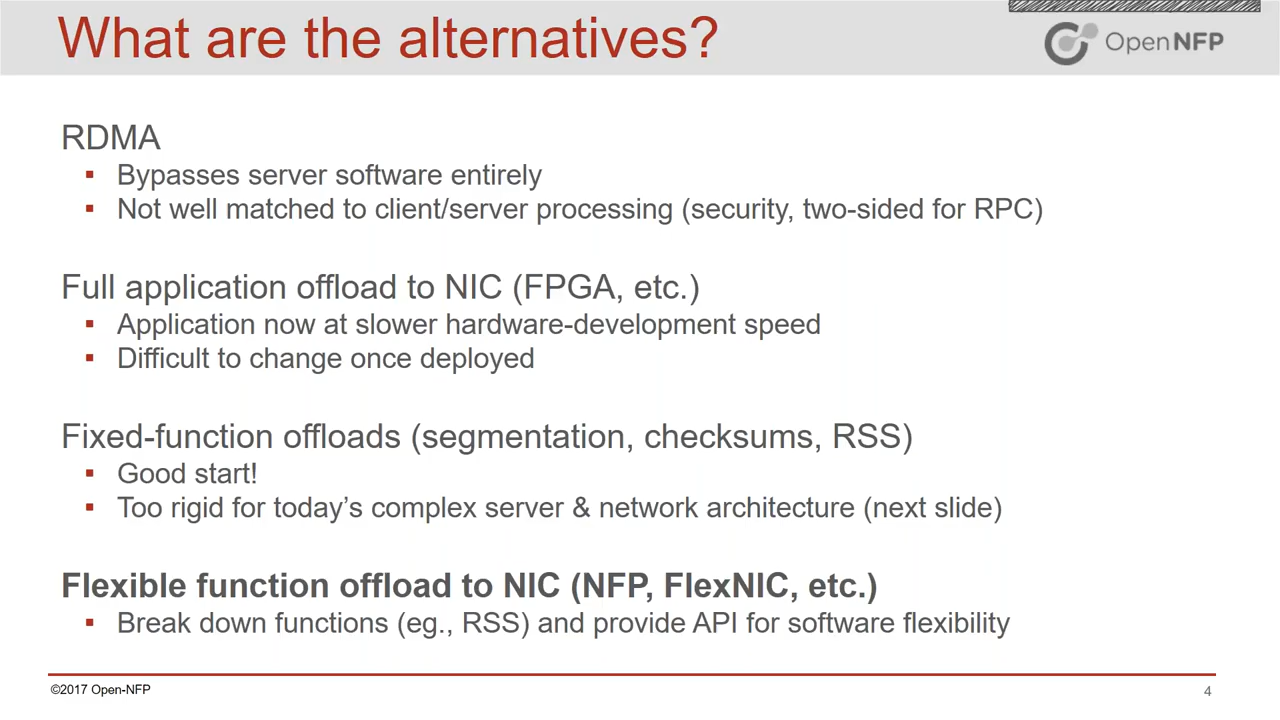 What are the alternatives?
Open NFP
RDMA
▪ Bypasses server software entirely
▪ Not well matched to client/server processing (security, two-sided for RPC)
Full application offload to NIC (FPGA, etc.)
▪ Application now at slower hardware-development speed
▪ Difficult to change once deployed
Fixed-function offloads (segmentation, checksums, RSS)
▪ Good start!
▪ Too rigid for today’s complex server & network architecture (next slide)
Flexible function offload to NIC (NFP, FlexNIC, etc.)
▪ Break down functions (eg., RSS) and provide API for software flexibility
©2017 Open-NFP
4